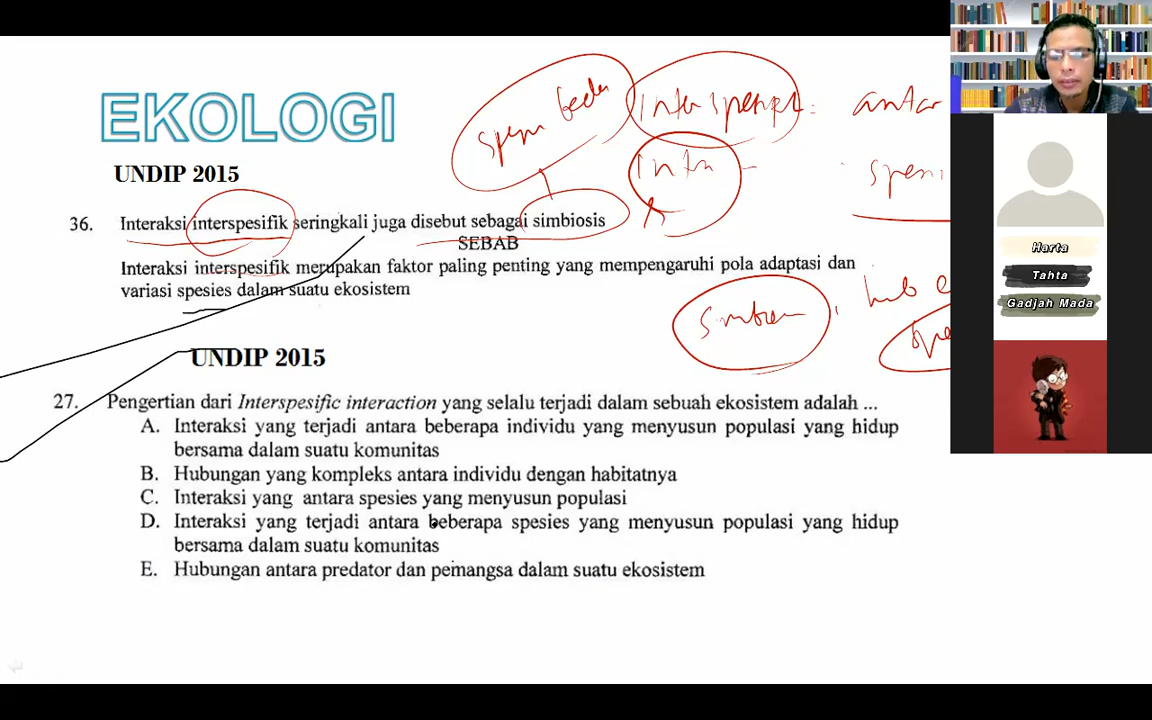 EKOLOGI
UNDIP 2015
36. Interaksi interspesifik seringkali juga disebut sebagai simbiosis
SEBAB
Interaksi interspesifik merupakan faktor paling penting yang mempengaruhi pola adaptasi dan
variasi spesies dalam suatu ekosistem
antar
UNDIP 2015
27. Pengertian dari Interspesific interaction yang selalu terjadi dalam sebuah ekosistem adalah ...
A. Interaksi yang terjadi antara beberapa individu yang menyusun populasi yang hidup
bersama dalam suatu komunitas
B. Hubungan yang kompleks antara individu dengan habitatnya
C. Interaksi yang antara spesies yang menyusun populasi
D. Interaksi yang terjadi antara beberapa spesies yang menyusun populasi yang hidup
bersama dalam suatu komunitas
E. Hubungan antara predator dan pemangsa dalam suatu ekosistem
Harta
Tahta
Gadjah Mada